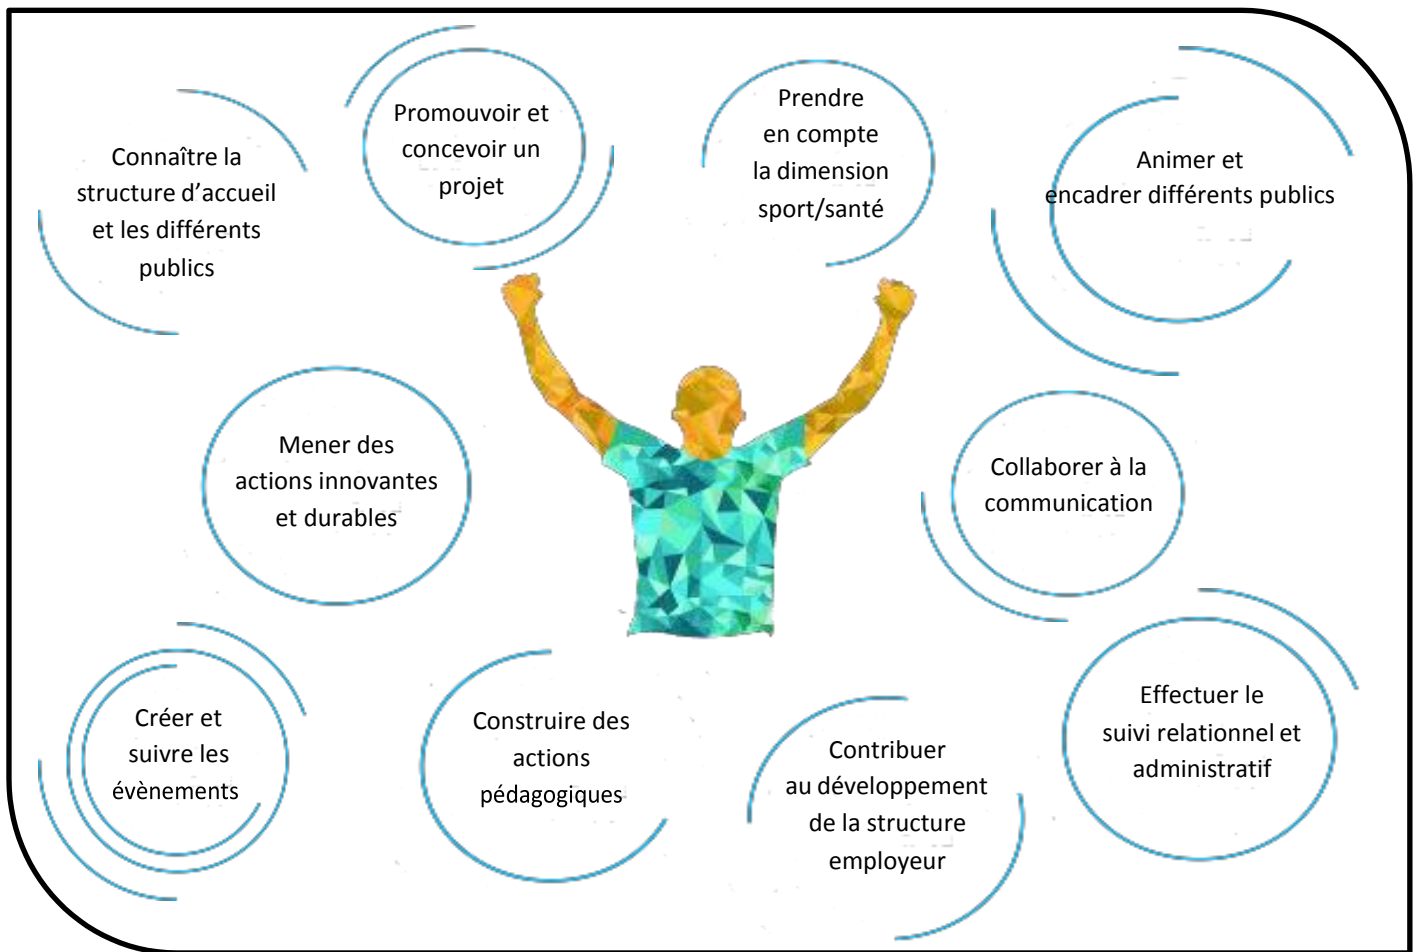 Connaître la
structure d'accueil
et les différents
publics
Promouvoir et
concevoir un
projet
Prendre
en compte
la dimension
sport/santé
Animer et
encadrer différents publics
Mener des
actions innovantes
et durables
Collaborer à la
communication
Créer et
suivre les
évènements
Construire des
actions
pédagogiques
Contribuer
au développement
de la structure
employeur
Effectuer le
suivi relationnel et
administratif